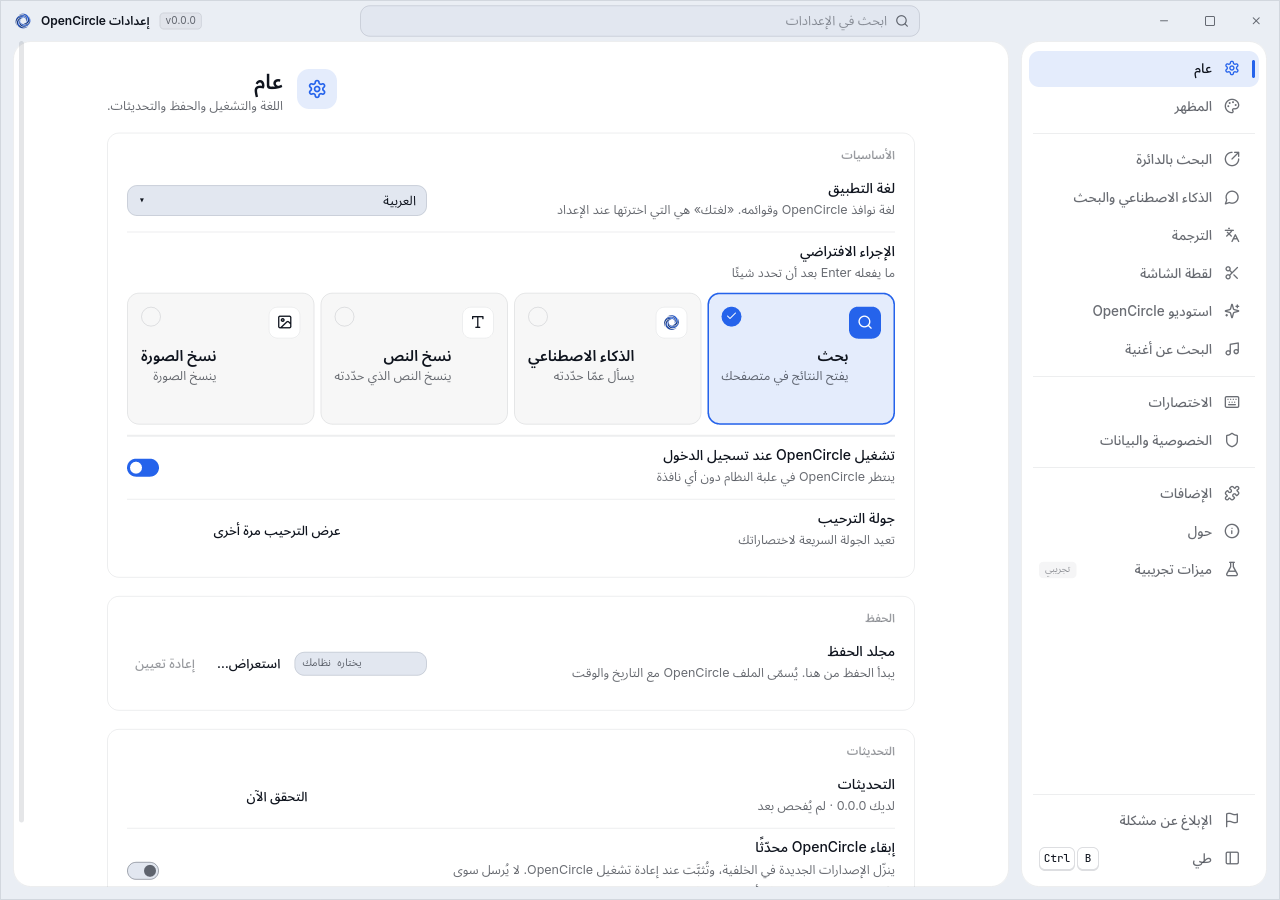 إعدادات OpenCircle
v0.0.0
ابحث في الإعدادات
عام
المظهر
البحث بالدائرة
الذكاء الاصطناعي والبحث
الترجمة
لقطة الشاشة
استوديو OpenCircle
البحث عن أغنية
الاختصارات
الخصوصية والبيانات
الإضافات
حول
ميزات تجريبية
تجريبي
الإبلاغ عن مشكلة
طي
Ctrl B
عام
اللغة والتشغيل والحفظ والتحديثات.
الأساسيات
لغة التطبيق
لغة نوافذ OpenCircle وقوائمه. «لغتك» هي التي اخترتها عند الإعداد
العربية
الإجراء الافتراضي
ما يفعله Enter بعد أن تحدد شيئًا
بحث
يفتح النتائج في متصفحك
الذكاء الاصطناعي
يسأل عمّا حدّدته
نسخ النص
ينسخ النص الذي حدّدته
نسخ الصورة
ينسخ الصورة
تشغيل OpenCircle عند تسجيل الدخول
ينتظر OpenCircle في علبة النظام دون أي نافذة
جولة الترحيب
تعيد الجولة السريعة لاختصاراتك
عرض الترحيب مرة أخرى
الحفظ
مجلد الحفظ
يبدأ الحفظ من هنا. يُسمّى الملف OpenCircle مع التاريخ والوقت
يختاره نظامك
استعراض...
إعادة تعيين
التحديثات
التحديثات
لديك 0.0.0 · لم يُفحص بعد
التحقق الآن
إبقاء OpenCircle محدّثًا
ينزّل الإصدارات الجديدة في الخلفية، وتُثبَّت عند إعادة تشغيل OpenCircle. لا يُرسل سوى